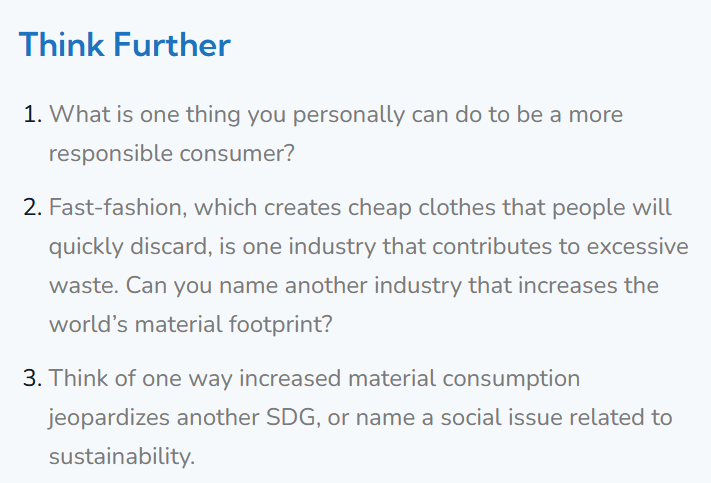 Think Further
1. What is one thing you personally can do to be a more
responsible consumer?
2. Fast-fashion, which creates cheap clothes that people will
quickly discard, is one industry that contributes to excessive
waste. Can you name another industry that increases the
world’s material footprint?
3. Think of one way increased material consumption
jeopardizes another SDG, or name a social issue related to
sustainability.